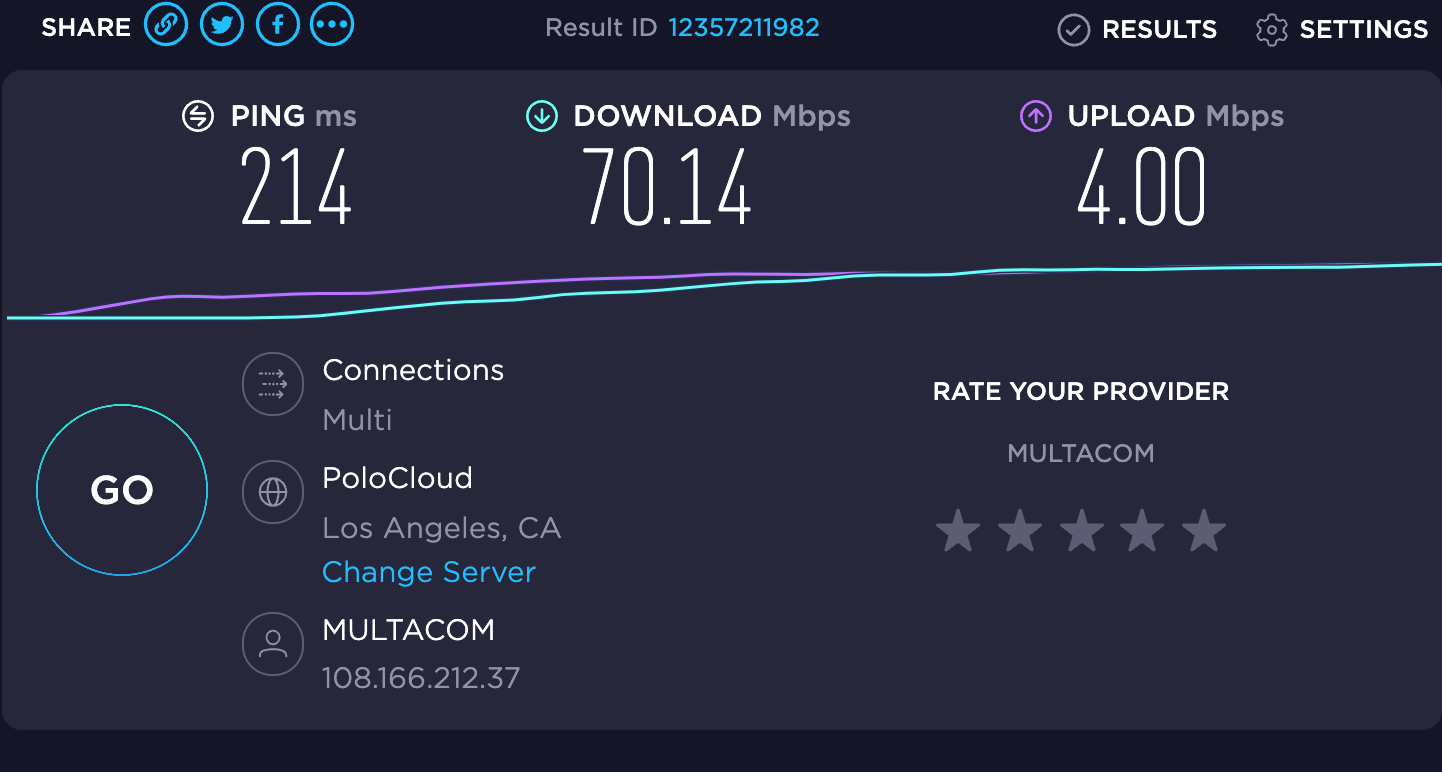 SHARE
Result ID 12357211982
RESULTS
SETTINGS
PING ms
214
DOWNLOAD Mbps
70.14
UPLOAD Mbps
4.00
GO
Connections
Multi
PoloCloud
Los Angeles, CA
Change Server
MULTACOM
108.166.212.37
RATE YOUR PROVIDER
MULTACOM